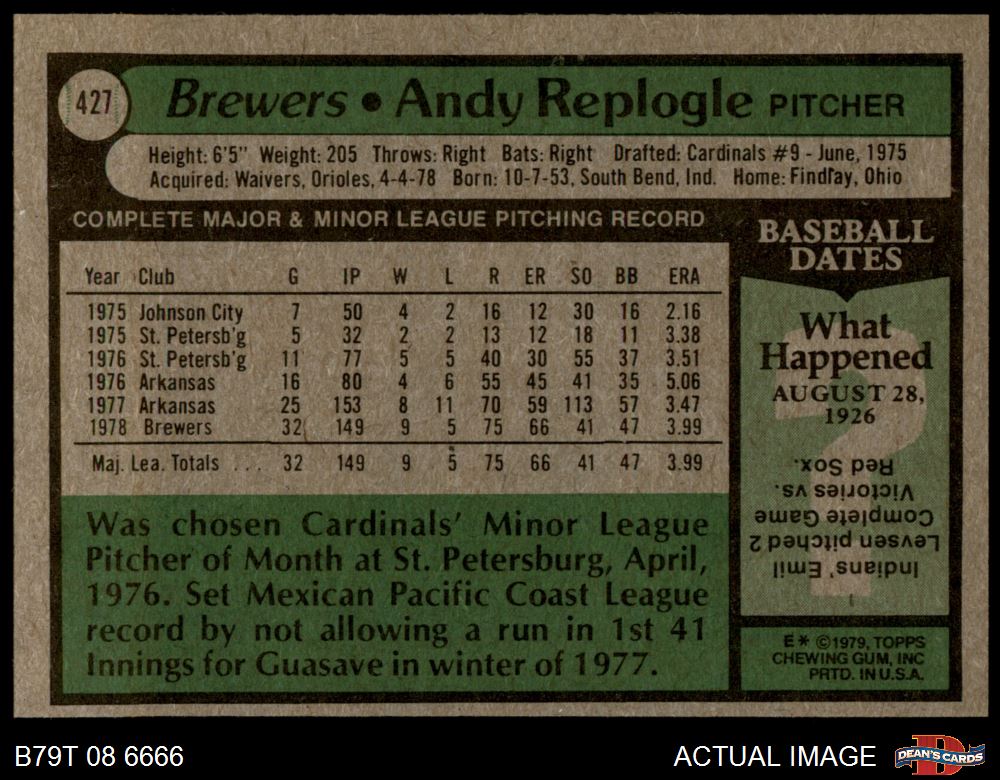 427
Brewers • Andy Replogle PITCHER
Height: 6'5" Weight: 205 Throws: Right Bats: Right Drafted: Cardinals #9 - June, 1975
Acquired: Waivers, Orioles, 4-4-78 Born: 10-7-53, South Bend, Ind. Home: Findlay, Ohio
COMPLETE MAJOR & MINOR LEAGUE PITCHING RECORD
Year Club G IP W L R ER SO BB ERA
1975 Johnson City 7 50 4 2 16 12 30 16 2.16
1975 St. Petersb'g 5 32 2 2 13 12 18 11 3.38
1976 St. Petersb'g 11 77 5 5 40 30 55 37 3.51
1976 Arkansas 16 80 4 6 55 45 41 35 5.06
1977 Arkansas 25 153 8 11 70 59 113 57 3.47
1978 Brewers 32 149 9 5 75 66 41 47 3.99
Maj. Lea. Totals ... 32 149 9 5 75 66 41 47 3.99
Was chosen Cardinals' Minor League
Pitcher of Month at St. Petersburg, April,
1976. Set Mexican Pacific Coast League
record by not allowing a run in 1st 41
Innings for Guasave in winter of 1977.
BASEBALL
DATES
What
Happened
AUGUST 28,
1926
?
Indians' Emil
Levsen pitched 2
Complete Game
Victories vs.
Red Sox.
E* ©1979, TOPPS
CHEWING GUM, INC
PRTD. IN U.S.A.
B79T 08 6666
ACTUAL IMAGE
D
DEAN'S CARDS